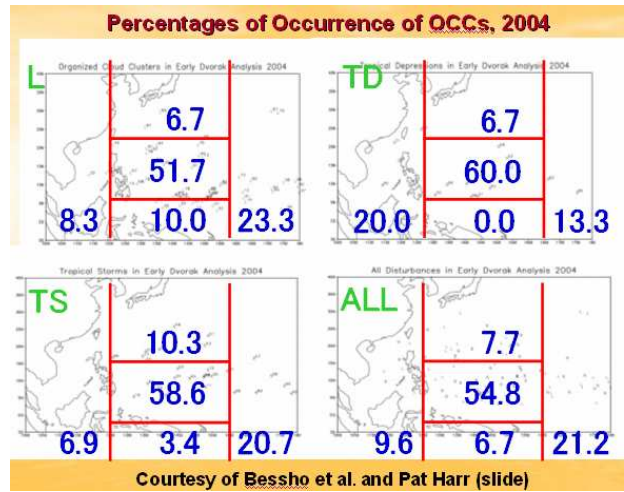 Percentages of Occurrence of OCCs, 2004
Organized Cloud Clusters in Early Dvorak Analysis 2004
L
6.7
51.7
8.3 10.0 23.3
Tropical Depressions in Early Dvorak Analysis 2004
TD
6.7
60.0
20.0 0.0 13.3
Tropical Storms in Early Dvorak Analysis 2004
TS
10.3
58.6
6.9 3.4 20.7
All Disturbances in Early Dvorak Analysis 2004
ALL
7.7
54.8
9.6 6.7 21.2
Courtesy of Bessho et al. and Pat Harr (slide)